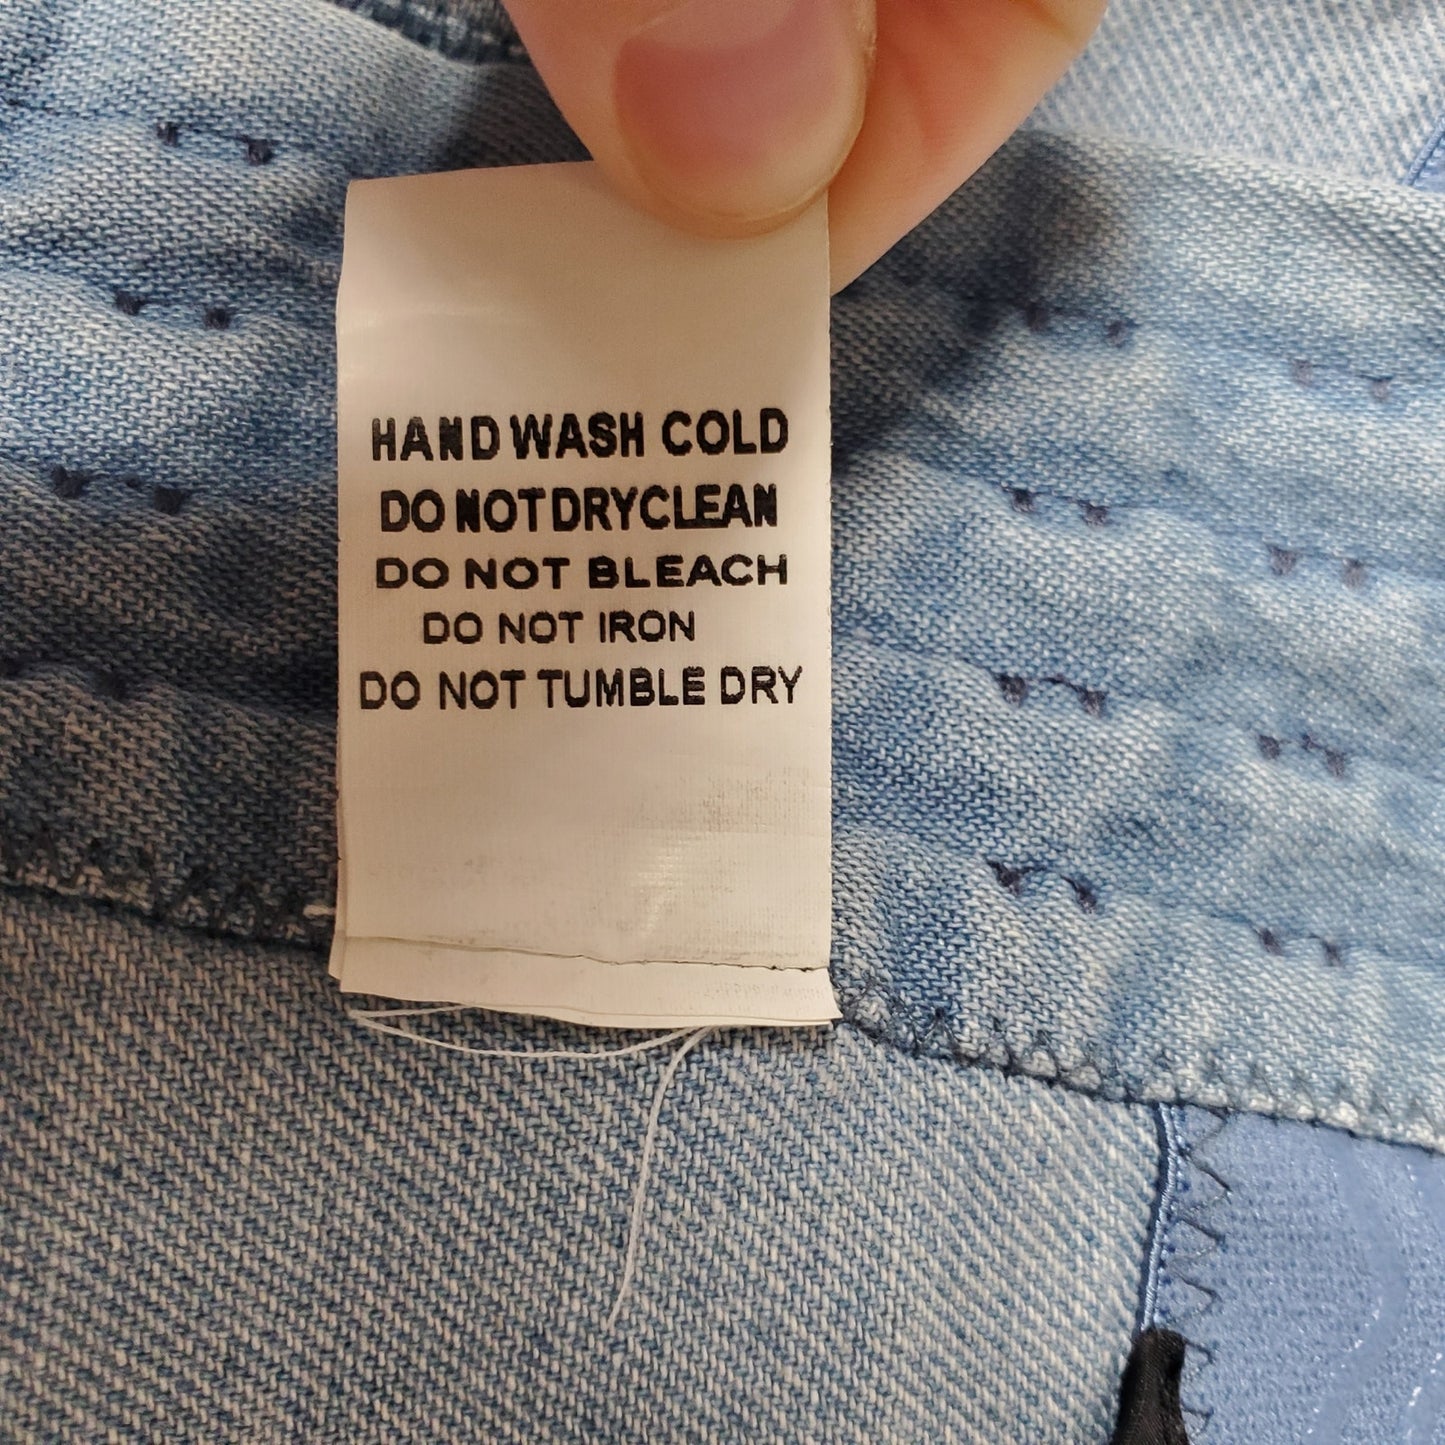 HAND WASH COLD
DO NOT DRYCLEAN
DO NOT BLEACH
DO NOT IRON
DO NOT TUMBLE DRY